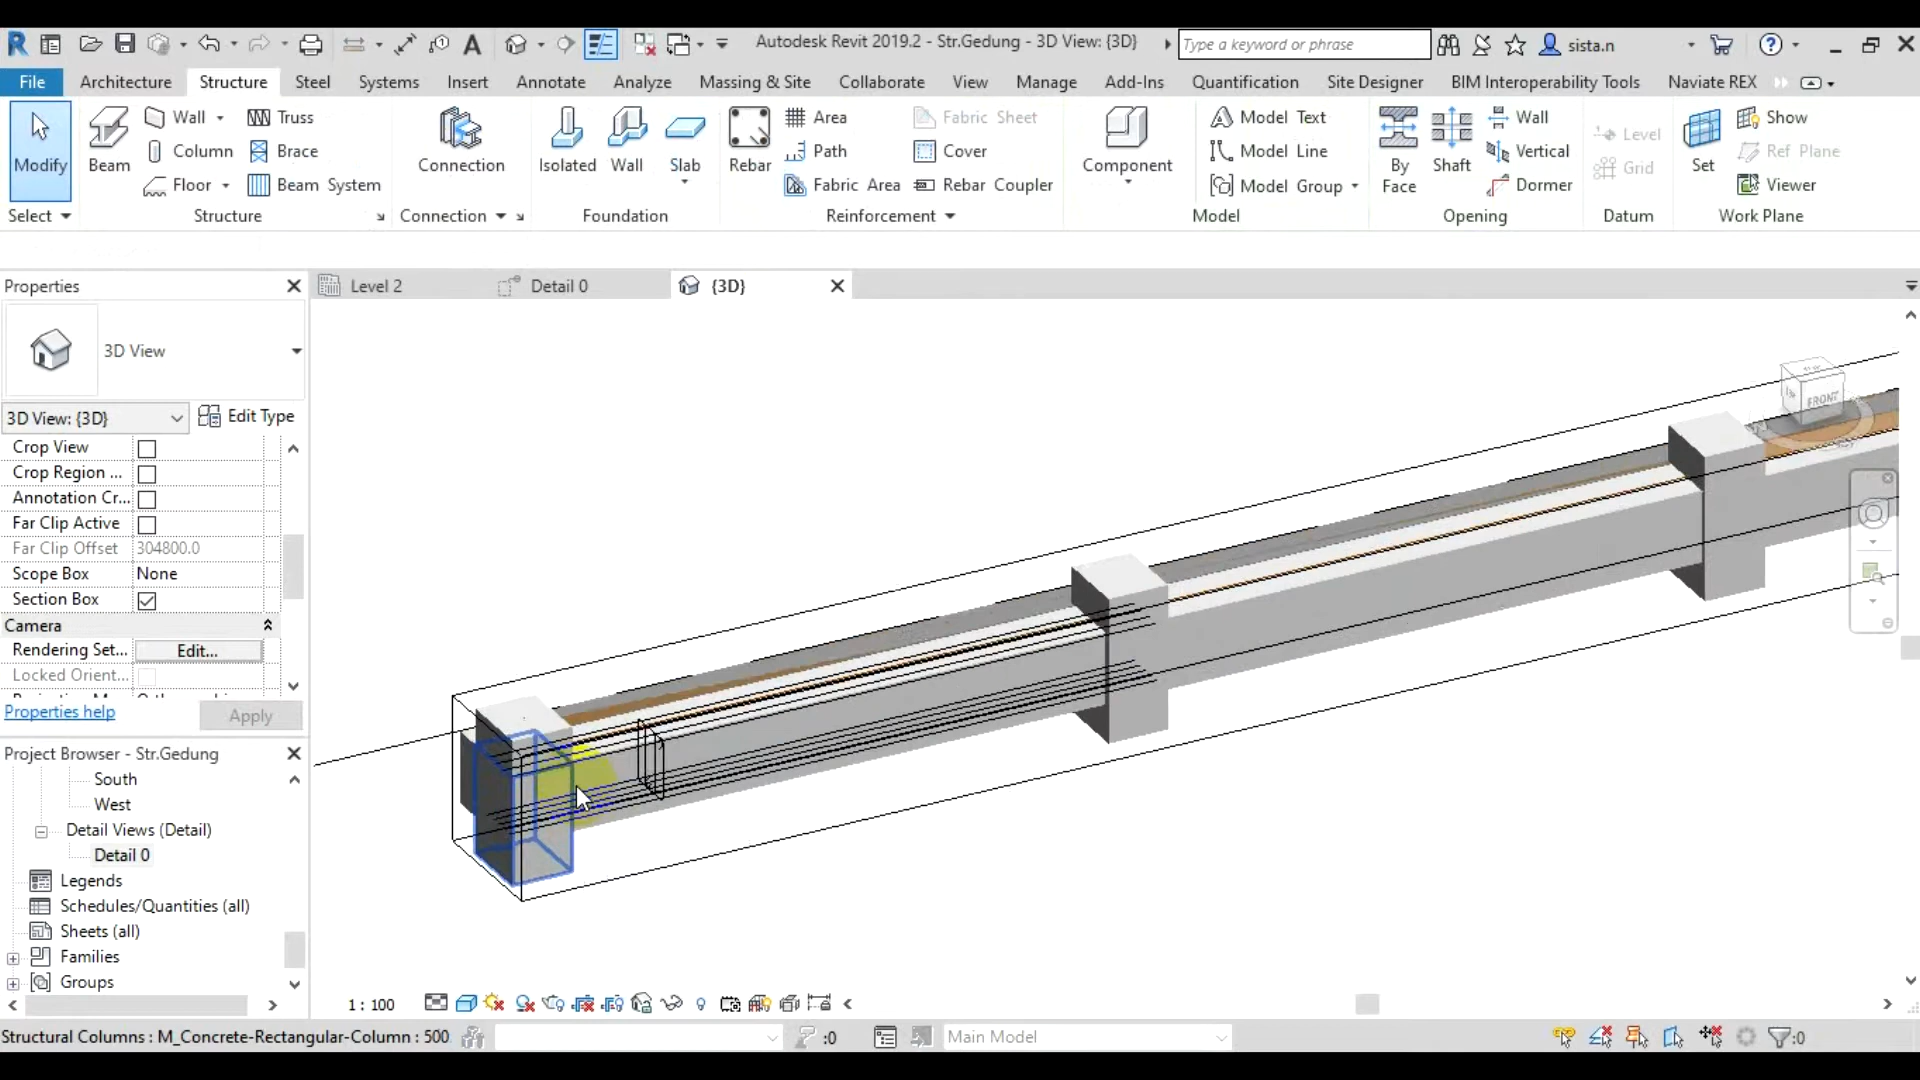 Autodesk Revit 2019.2 - Str.Gedung - 3D View: {3D}
Type a keyword or phrase
sista.n
File Architecture Structure Steel Systems Insert Annotate Analyze Massing & Site Collaborate View Manage Add-Ins Quantification Site Designer BIM Interoperability Tools Naviate REX
Modify
Beam
Wall
Truss
Column
Brace
Floor
Beam System
Connection
Isolated
Wall
Slab
Rebar
Area
Fabric Sheet
Path
Cover
Fabric Area
Rebar Coupler
Component
Model Text
Model Line
Model Group
By
Face
Shaft
Wall
Vertical
Dormer
Level
Grid
Set
Show
Ref Plane
Viewer
Select Structure Connection Foundation Reinforcement Model Opening Datum Work Plane
Properties
Level 2
Detail 0
{3D}
3D View
3D View: {3D}
Edit Type
Crop View
Crop Region ...
Annotation Cr...
Far Clip Active
Far Clip Offset 304800.0
Scope Box None
Section Box
Camera
Rendering Set... Edit...
Locked Orient...
Properties help
Apply
Project Browser - Str.Gedung
South
West
Detail Views (Detail)
Detail 0
Legends
Schedules/Quantities (all)
Sheets (all)
Families
Groups
FRONT
1 : 100
Structural Columns : M_Concrete-Rectangular-Column : 500
:0
Main Model
:0